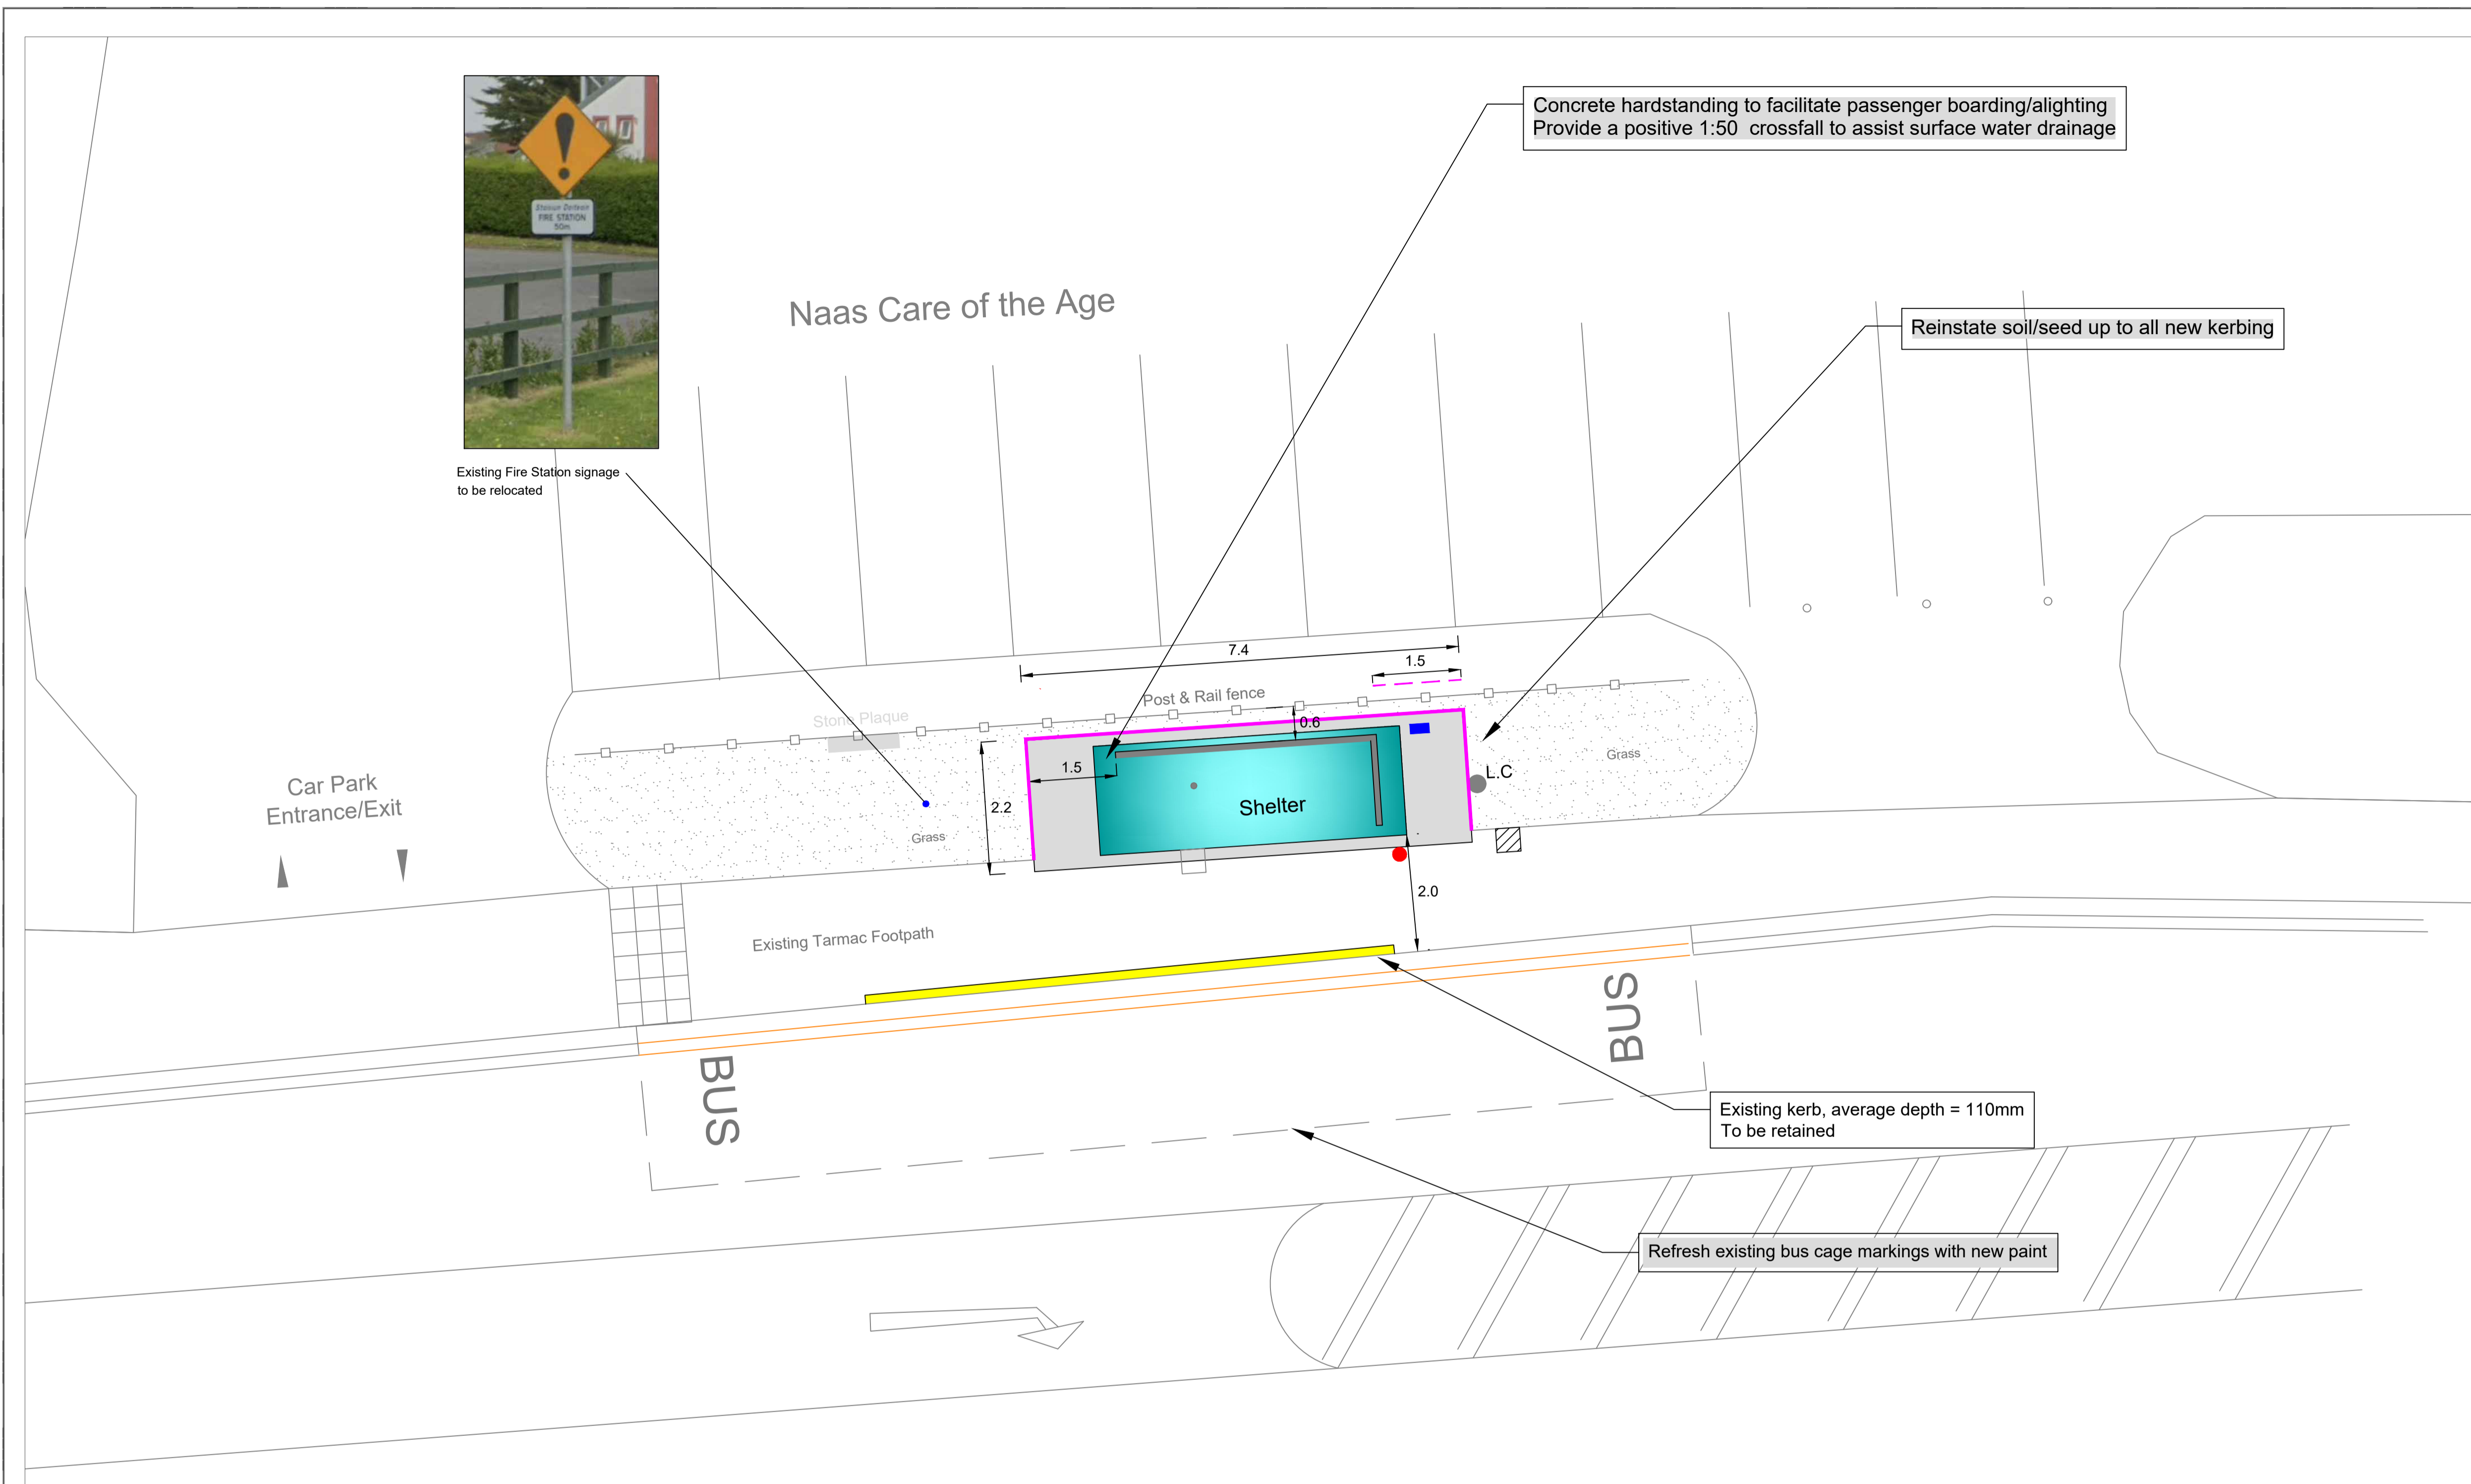 Concrete hardstanding to facilitate passenger boarding/alighting
Provide a positive 1:50 crossfall to assist surface water drainage
FIRE STATION
50m
Naas Care of the Age
Reinstate soil/seed up to all new kerbing
Existing Fire Station signage
to be relocated
7.4
1.5
Post & Rail fence
Stone Plaque
0.6
1.5
L.C
Grass
Car Park
Entrance/Exit
2.2
Shelter
Grass
2.0
Existing Tarmac Footpath
BUS
BUS
Existing kerb, average depth = 110mm
To be retained
Refresh existing bus cage markings with new paint